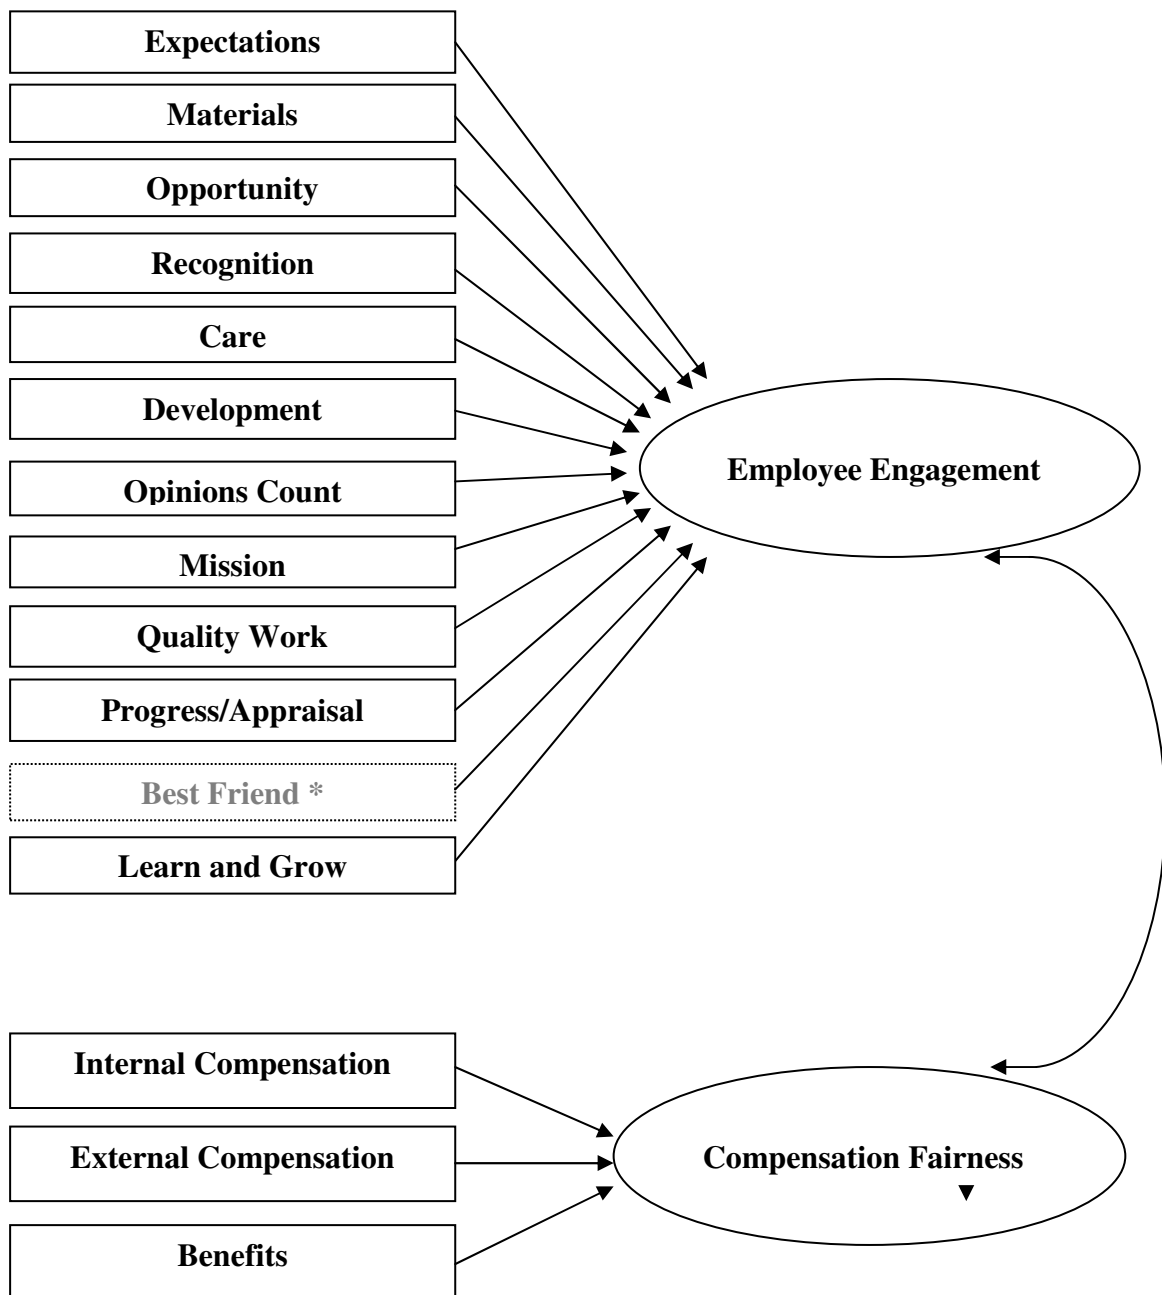 Expectations
Materials
Opportunity
Recognition
Care
Development
Opinions Count
Employee Engagement
Mission
Quality Work
Progress/Appraisal
Best Friend *
Learn and Grow
Internal Compensation
External Compensation
Compensation Fairness
Benefits